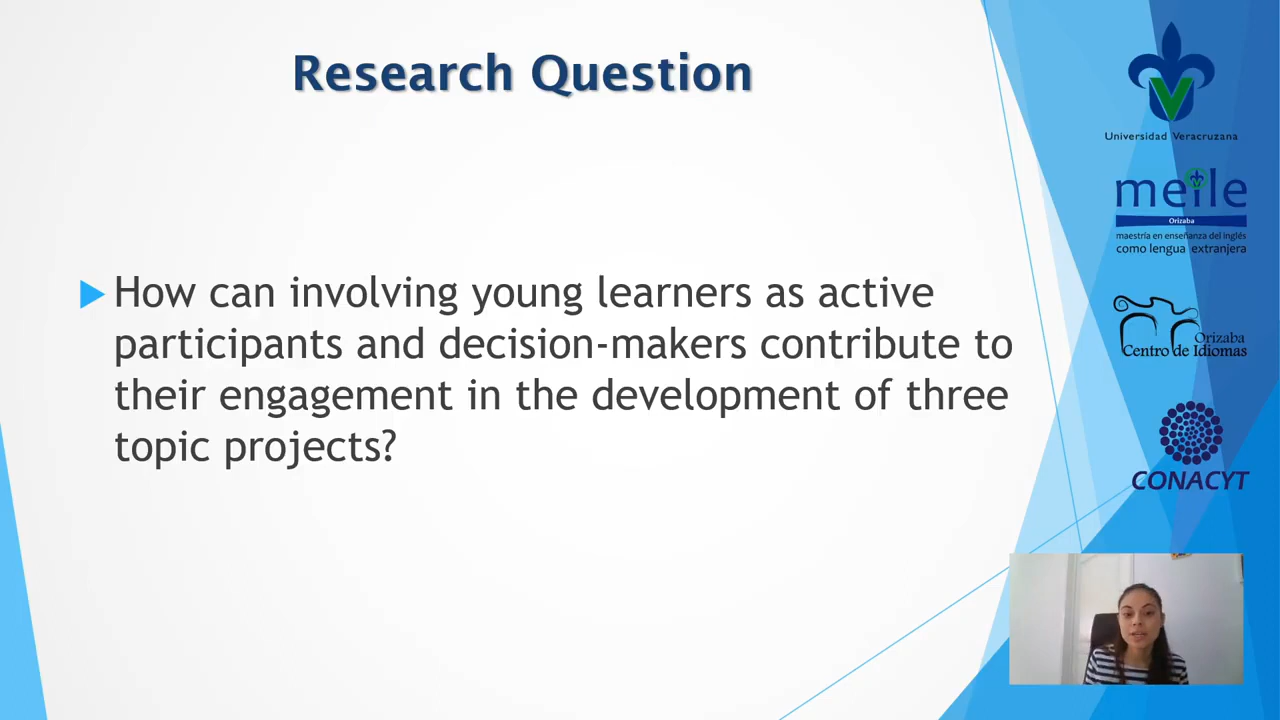 Research Question
How can involving young learners as active
participants and decision-makers contribute to
their engagement in the development of three
topic projects?
Universidad Veracruzana
meile
Orizaba
maestría en enseñanza del inglés
como lengua extranjera
Orizaba
Centro de Idiomas
CONACYT